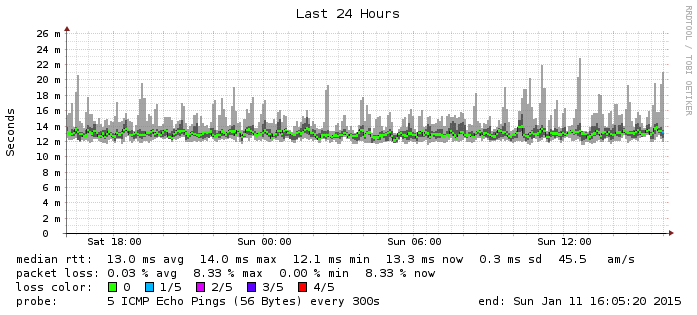 Last 24 Hours
RRDTOOL / TOBI OETIKER
Seconds
26 m
24 m
22 m
20 m
18 m
16 m
14 m
12 m
10 m
8 m
6 m
4 m
2 m
0
Sat 18:00 Sun 00:00 Sun 06:00 Sun 12:00
median rtt: 13.0 ms avg 14.0 ms max 12.1 ms min 13.3 ms now 0.3 ms sd 45.5 am/s
packet loss: 0.03 % avg 8.33 % max 0.00 % min 8.33 % now
loss color: 0 1/5 2/5 3/5 4/5
probe: 5 ICMP Echo Pings (56 Bytes) every 300s end: Sun Jan 11 16:05:20 2015